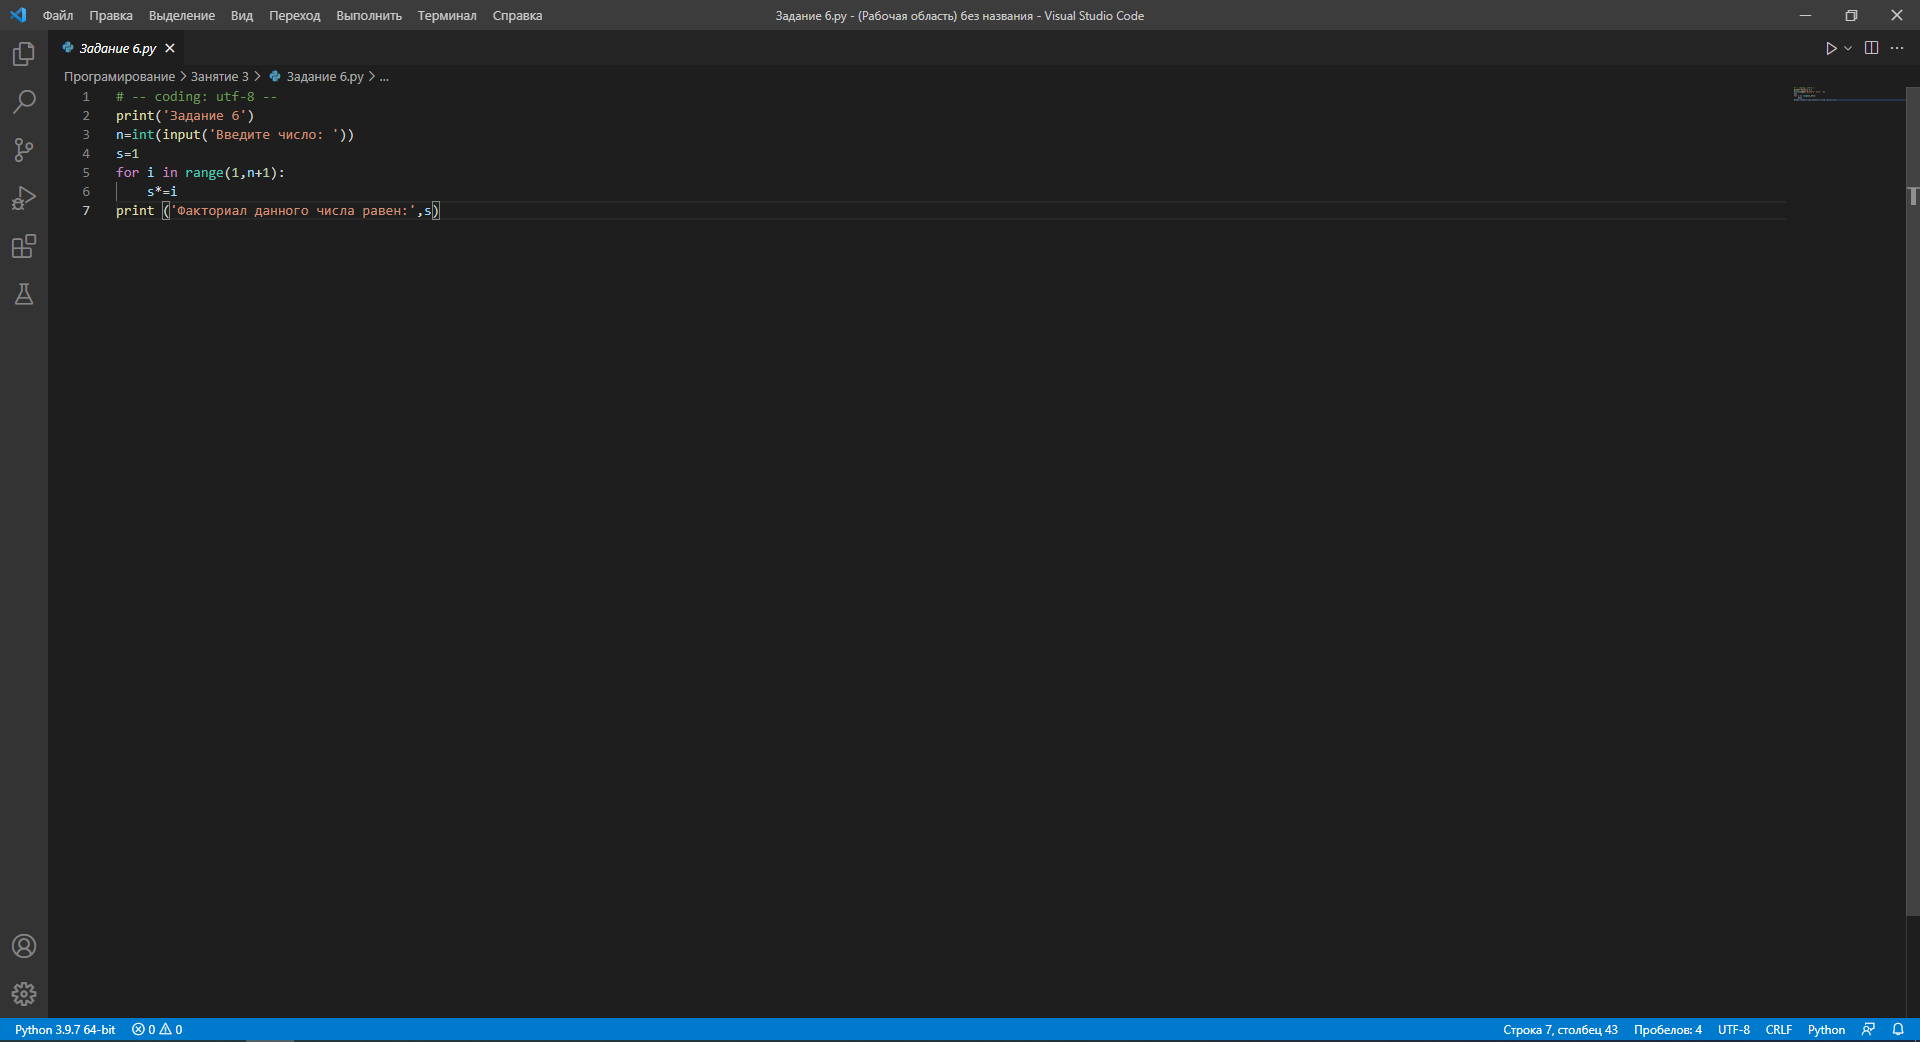 Файл Правка Выделение Вид Переход Выполнить Терминал Справка
Задание 6.py - (Рабочая область) без названия - Visual Studio Code
Задание 6.py
Програмирование > Занятие 3 > Задание 6.py > ...
1 # -- coding: utf-8 --
2 print('Задание 6')
3 n=int(input('Введите число: '))
4 s=1
5 for i in range(1,n+1):
6     s*=i
7 print ('Факториал данного числа равен:',s)
Python 3.9.7 64-bit 0 0 Строка 7, столбец 43 Пробелов: 4 UTF-8 CRLF Python